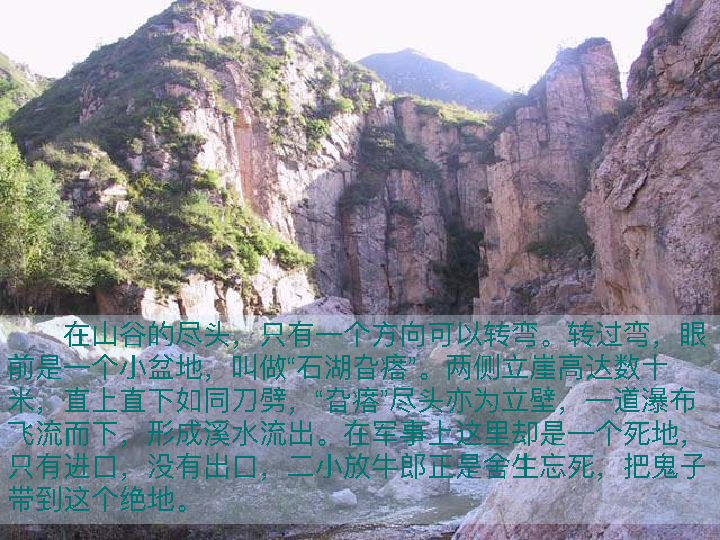 在山谷的尽头，只有一个方向可以转弯。转过弯，眼
前是一个小盆地，叫做“石湖旮瘩”。两侧立崖高达数十
米，直上直下如同刀劈，“旮瘩”尽头亦为立壁，一道瀑布
飞流而下，形成溪水流出。在军事上这里却是一个死地，
只有进口，没有出口，二小放牛郎正是舍生忘死，把鬼子
带到这个绝地。